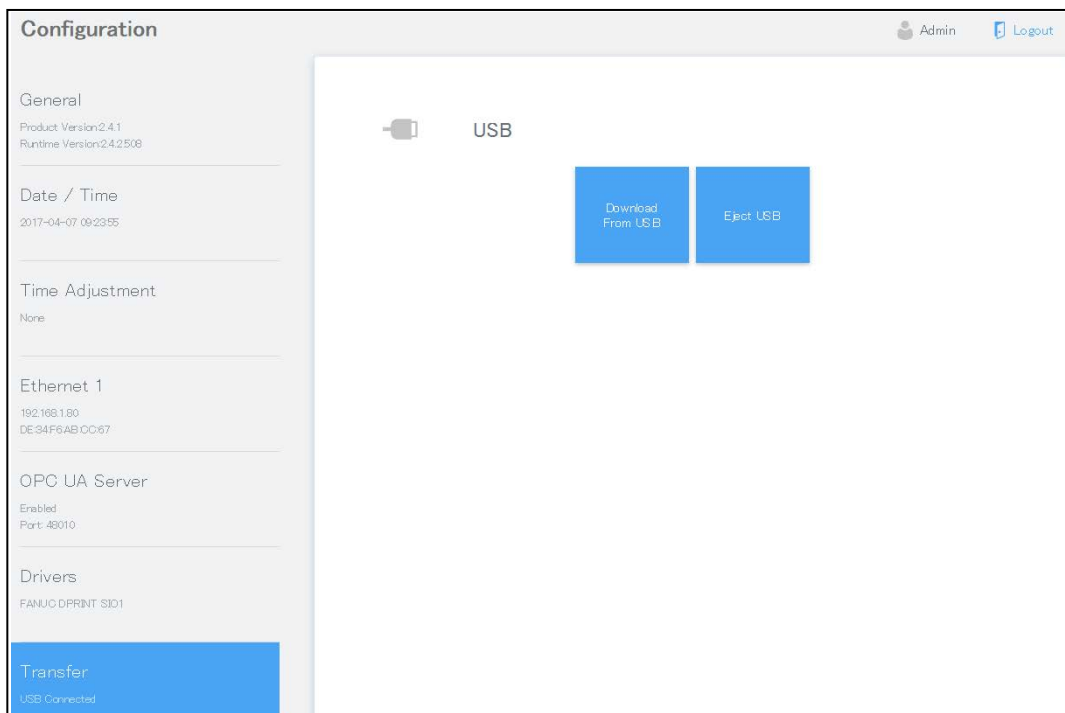 Configuration
Admin
Logout
General
Product Version:2.4.1
Runtime Version:2.4.2508
Date / Time
2017-04-07 09:23:55
Time Adjustment
None
Ethernet 1
192.168.1.80
DE:34:F6:AB:CC:67
OPC UA Server
Enabled
Port: 48010
Drivers
FANUC DPRINT SIO1
Transfer
USB Connected
USB
Download
From USB
Eject USB